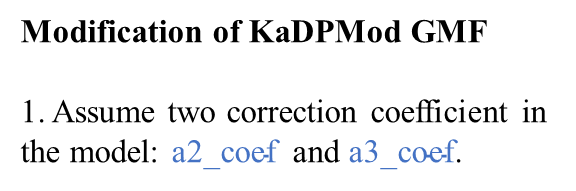 Modification of KaDPMod GMF
1. Assume two correction coefficient in
the model: a2_coef and a3_coef.